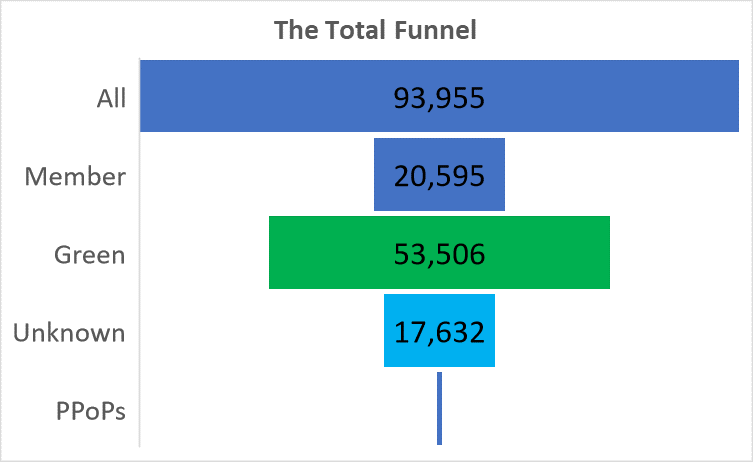 The Total Funnel
All
93,955
Member
20,595
Green
53,506
Unknown
17,632
PPoPs